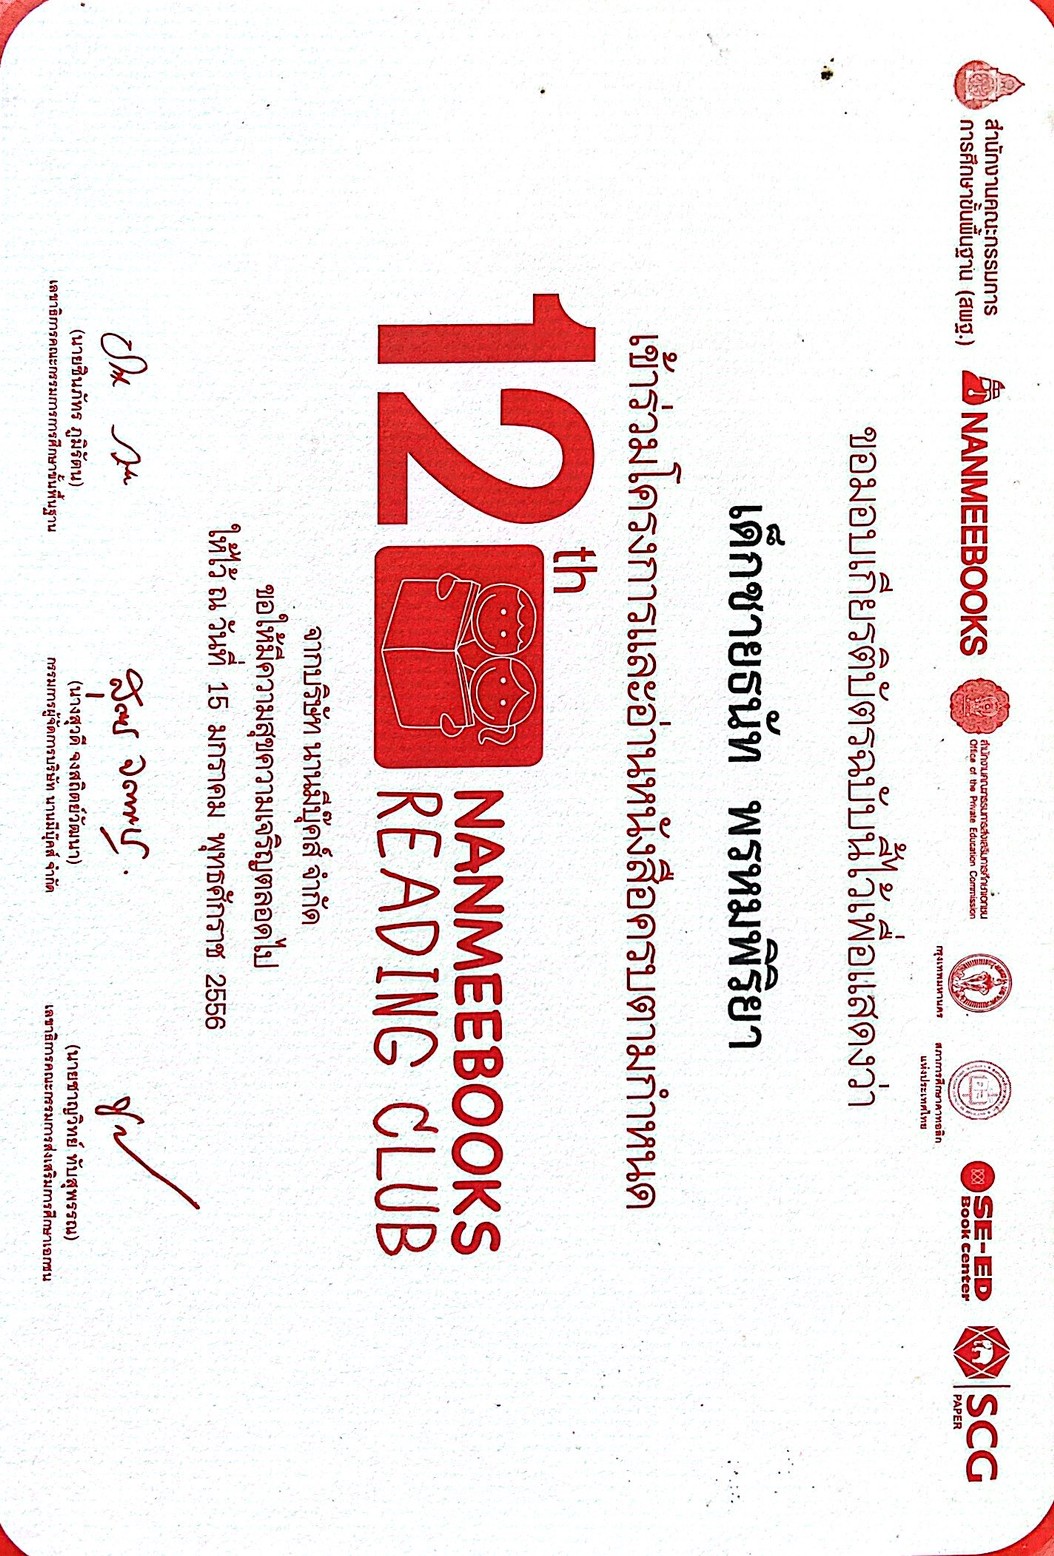 สำนักงานคณะกรรมการ
การศึกษาขั้นพื้นฐาน (สพฐ.)
NANMEEBOOKS
สำนักงานคณะกรรมการส่งเสริมการศึกษาเอกชน
Office of the Private Education Commission
กรุงเทพมหานคร
สภาการศึกษาคาทอลิก
แห่งประเทศไทย
SE-ED
Book Center
SCG
PAPER
ขอมอบเกียรติบัตรฉบับนี้ไว้เพื่อแสดงว่า
เด็กชายธนัท พรหมพิริยา
เข้าร่วมโครงการและอ่านหนังสือครบตามกำหนด
12th
NANMEEBOOKS
READING CLUB
จากบริษัท นานมีบุ๊คส์ จำกัด
ขอให้มีความสุขความเจริญตลอดไป
ให้ไว้ ณ วันที่ 15 มกราคม พุทธศักราช 2556
(นายชินภัทร ภูมิรัตน)
เลขาธิการคณะกรรมการการศึกษาขั้นพื้นฐาน
(นางสุวดี จงสถิตย์วัฒนา)
กรรมการผู้จัดการบริษัท นานมีบุ๊คส์ จำกัด
(นายชาญวิทย์ ทับสุพรรณ)
เลขาธิการคณะกรรมการส่งเสริมการศึกษาเอกชน